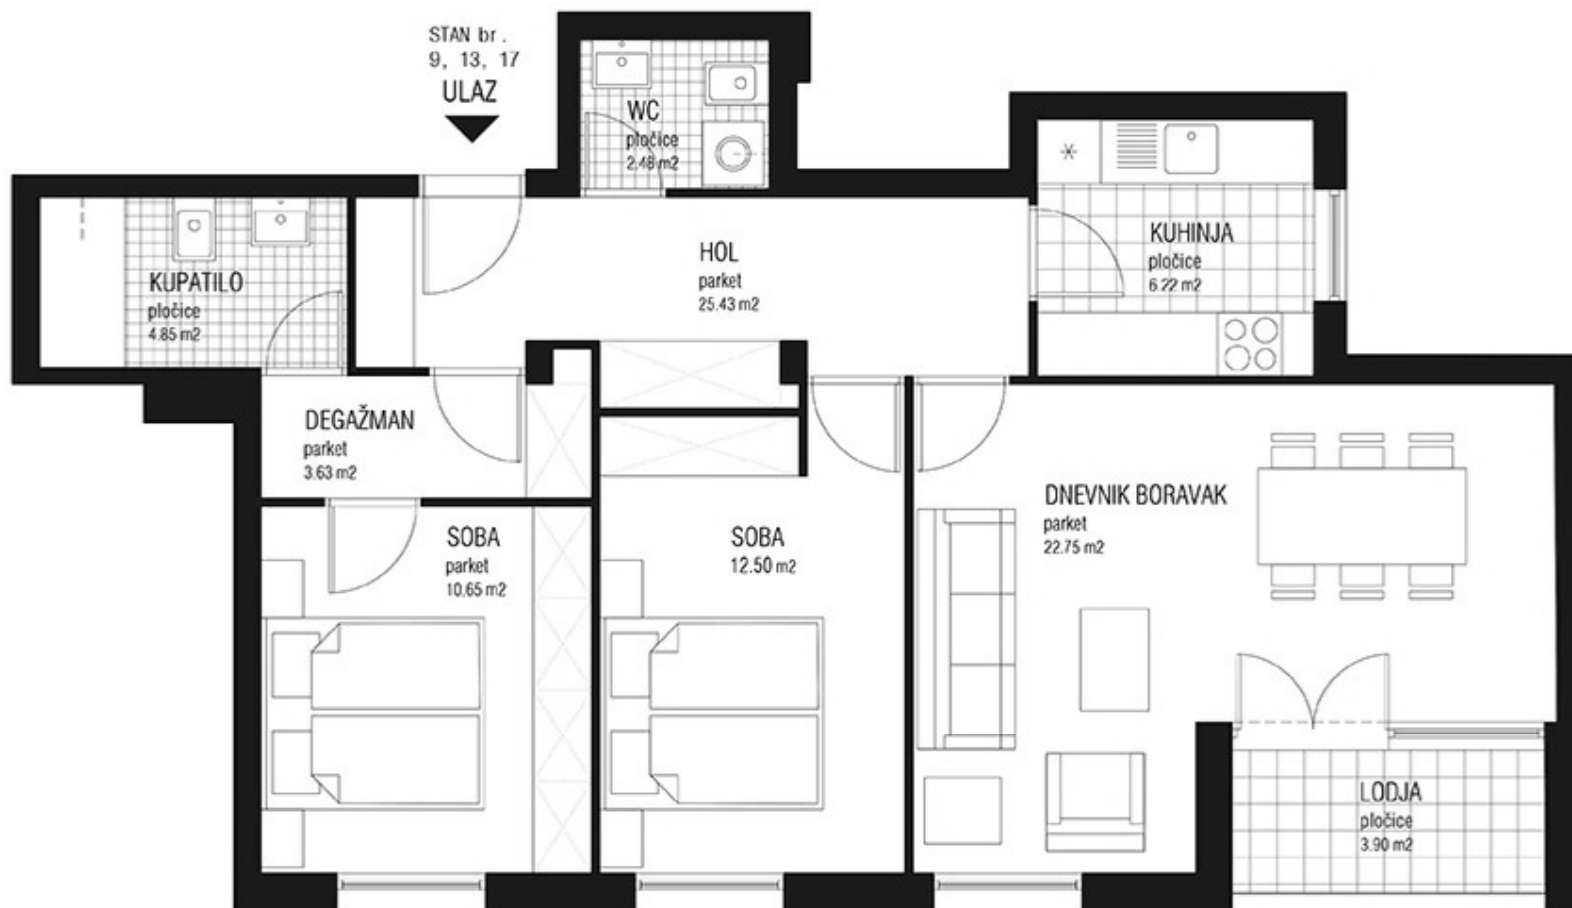 STAN br.
9, 13, 17
ULAZ
WC
pločice
2.48 m2
KUPATILO
pločice
4.85 m2
HOL
parket
25.43 m2
KUHINJA
pločice
6.22 m2
DEGAŽMAN
parket
3.63 m2
SOBA
parket
10.65 m2
SOBA
12.50 m2
DNEVNIK BORAVAK
parket
22.75 m2
LODJA
pločice
3.90 m2